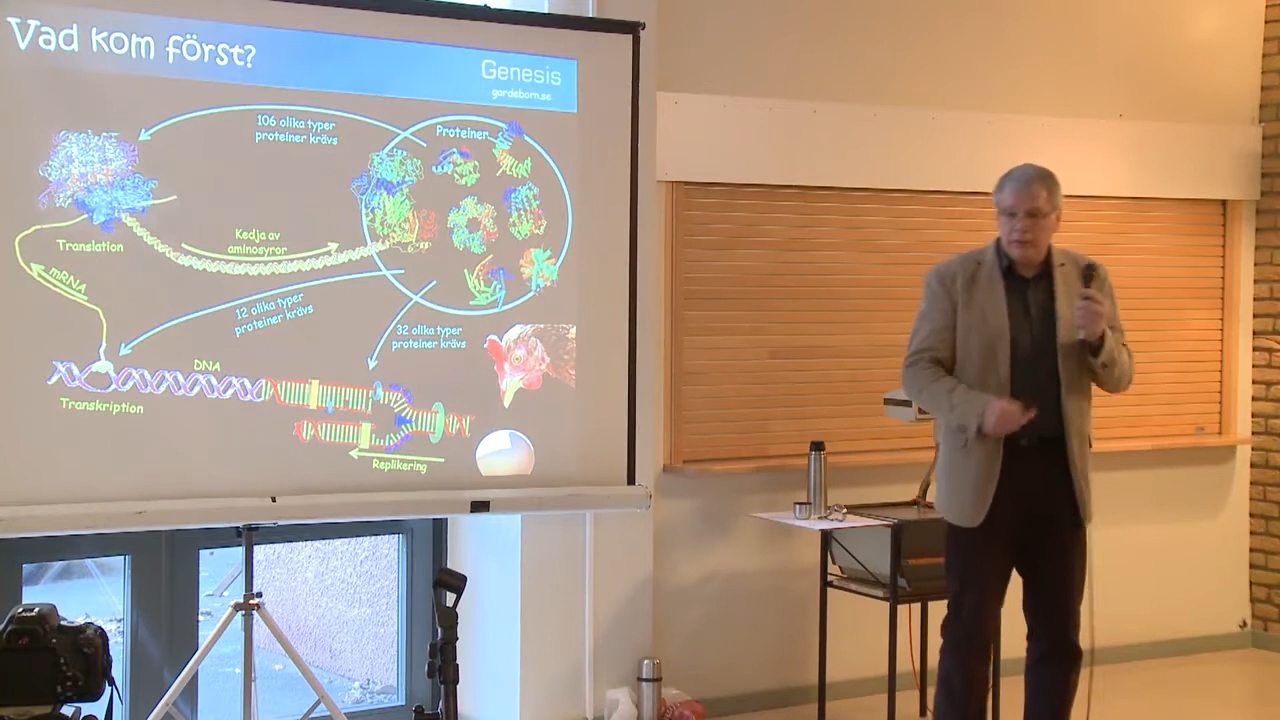 Vad kom först?
Genesis
gardeborn.se
106 olika typer
proteiner krävs
Proteiner
Translation
Kedja av
aminosyror
mRNA
12 olika typer
proteiner krävs
32 olika typer
proteiner krävs
DNA
Transkription
Replikering